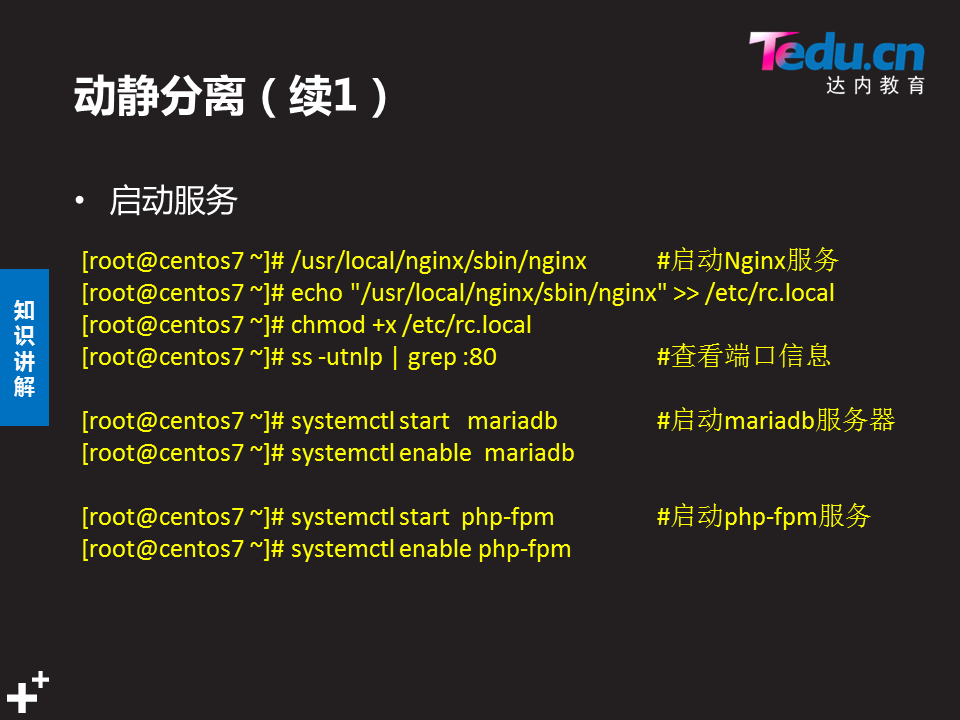 Tedu.cn
达内教育
动静分离（续1）
• 启动服务
[root@centos7 ~]# /usr/local/nginx/sbin/nginx #启动Nginx服务
[root@centos7 ~]# echo "/usr/local/nginx/sbin/nginx" >> /etc/rc.local
[root@centos7 ~]# chmod +x /etc/rc.local
[root@centos7 ~]# ss -utnlp | grep :80 #查看端口信息
[root@centos7 ~]# systemctl start mariadb #启动mariadb服务器
[root@centos7 ~]# systemctl enable mariadb
[root@centos7 ~]# systemctl start php-fpm #启动php-fpm服务
[root@centos7 ~]# systemctl enable php-fpm
知识讲解